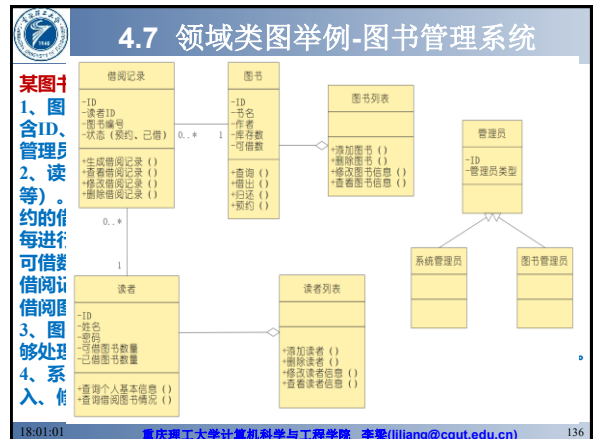 4.7 领域类图举例-图书管理系统
某图书
1、图
含ID、
管理员
2、读
等）。
约的借
每进行
可借数
借阅记
借阅图
3、图
够处理
4、系
入、修
借阅记录
-ID
-读者ID
-图书编号
-状态（预约、已借）
+生成借阅记录（）
+查看借阅记录（）
+修改借阅记录（）
+删除借阅记录（）
0..*
1
图书
-ID
-书名
-作者
-库存数
-可借数
+查询（）
+借出（）
+归还（）
+预约（）
图书列表
+添加图书（）
+删除图书（）
+修改图书信息（）
+查看图书信息（）
管理员
-ID
-管理员类型
系统管理员
图书管理员
0..*
1
读者
-ID
-姓名
-密码
-可借图书数量
-已借图书数量
+查询个人基本信息（）
+查询借阅图书情况（）
读者列表
+添加读者（）
+删除读者（）
+修改读者信息（）
+查看读者信息（）
。
18:01:01
重庆理工大学计算机科学与工程学院 李梁(liliang@cqut.edu.cn)
136